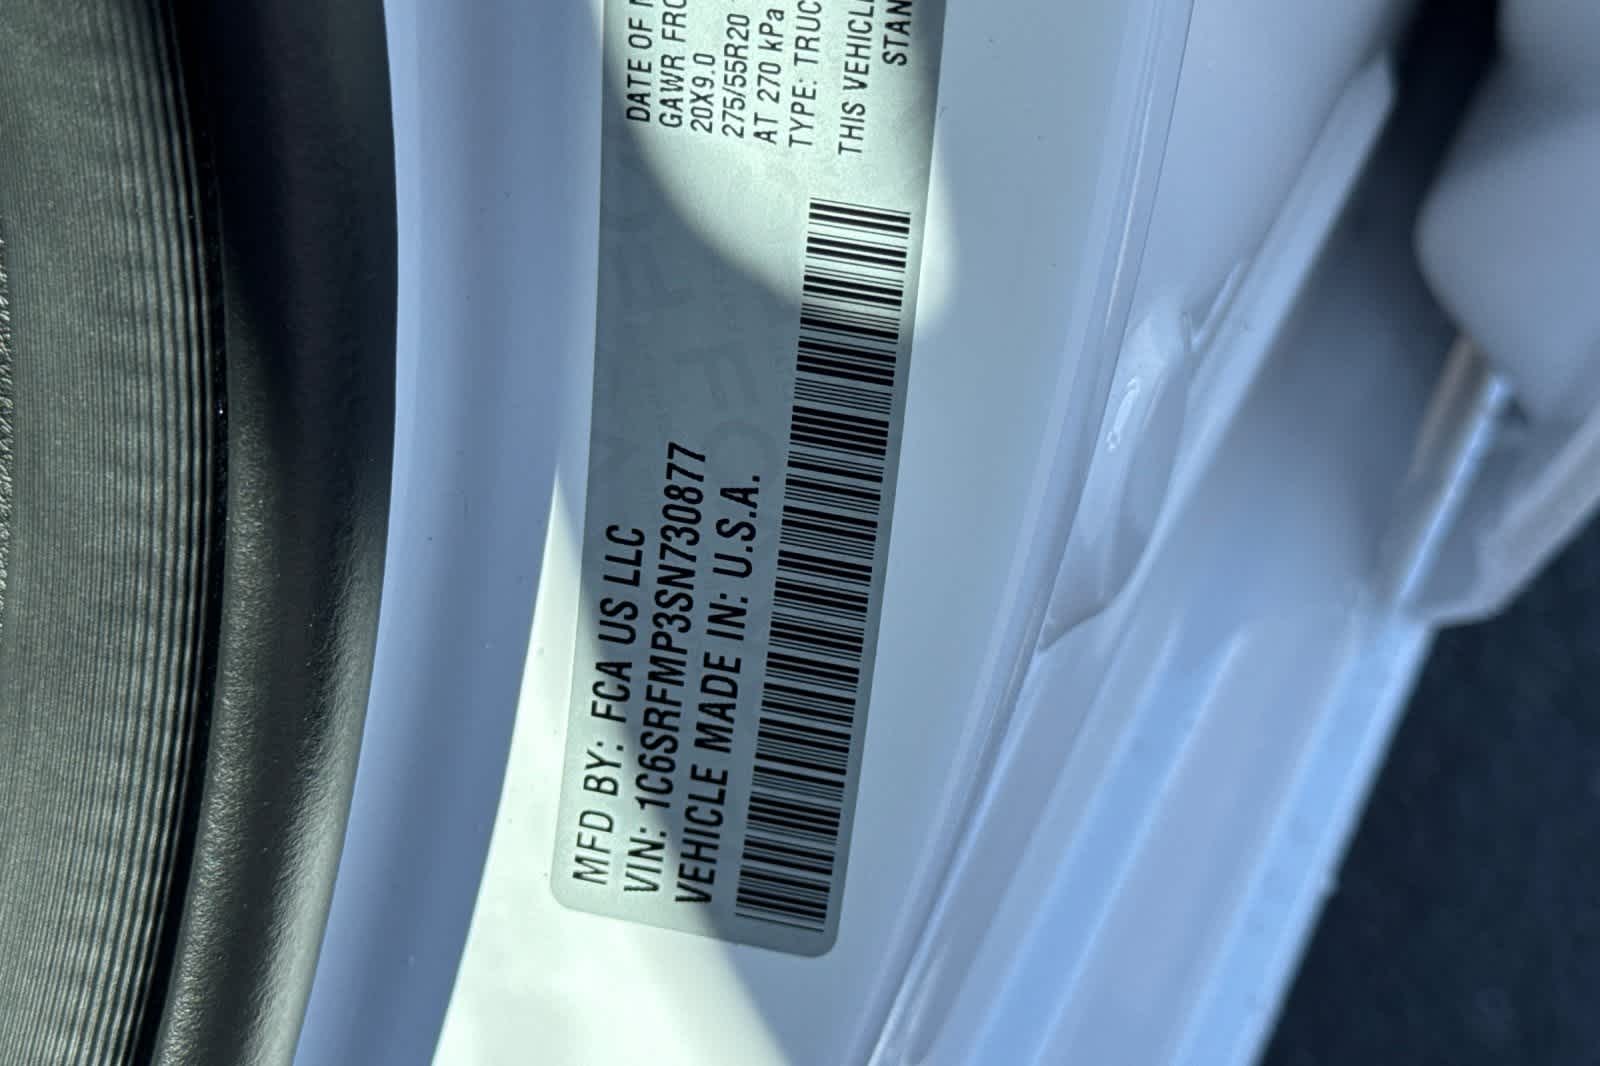 MFD BY: FCA US LLC
VIN: 1C6SRFMP3SN730877
VEHICLE MADE IN: U.S.A.
DATE OF
GAWR FRO
20X9.0
275/55R20
AT 270 kPa
TYPE: TRUC
THIS VEHICLE
STAN